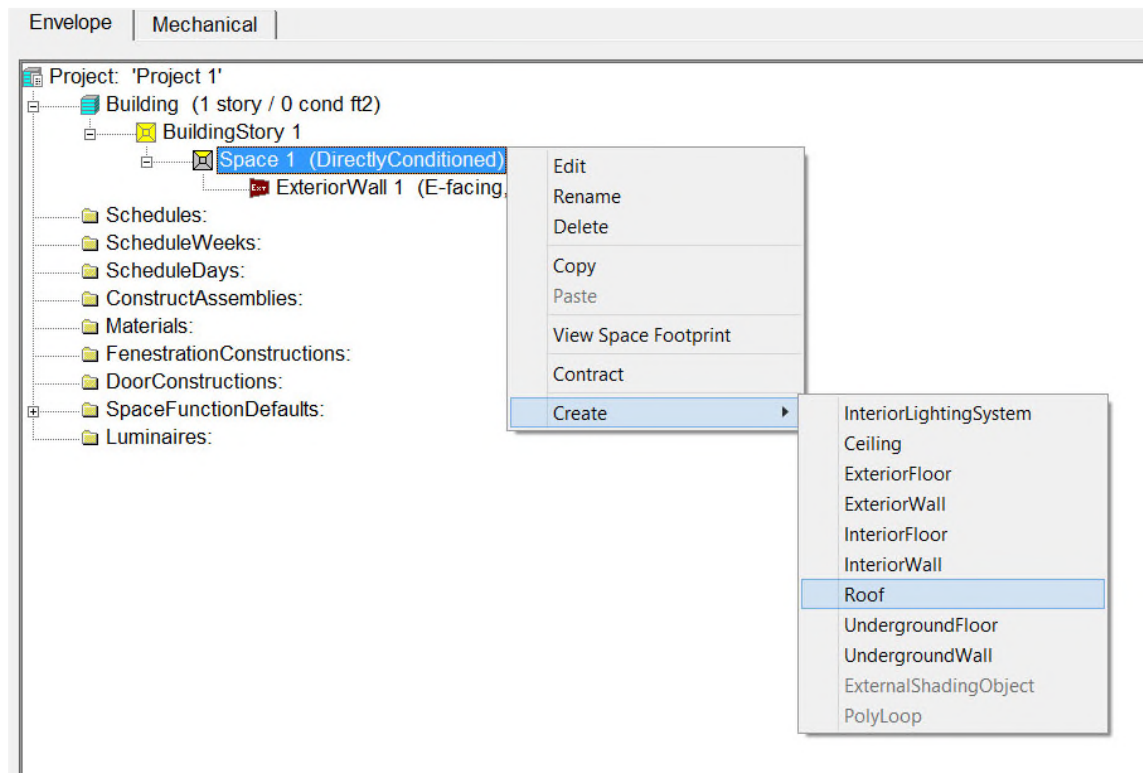 Envelope
Mechanical
Project: 'Project 1'
Building (1 story / 0 cond ft2)
BuildingStory 1
Space 1 (DirectlyConditioned)
ExteriorWall 1 (E-facing,
Schedules:
ScheduleWeeks:
ScheduleDays:
ConstructAssemblies:
Materials:
FenestrationConstructions:
DoorConstructions:
SpaceFunctionDefaults:
Luminaires:
Edit
Rename
Delete
Copy
Paste
View Space Footprint
Contract
Create
InteriorLightingSystem
Ceiling
ExteriorFloor
ExteriorWall
InteriorFloor
InteriorWall
Roof
UndergroundFloor
UndergroundWall
ExternalShadingObject
PolyLoop